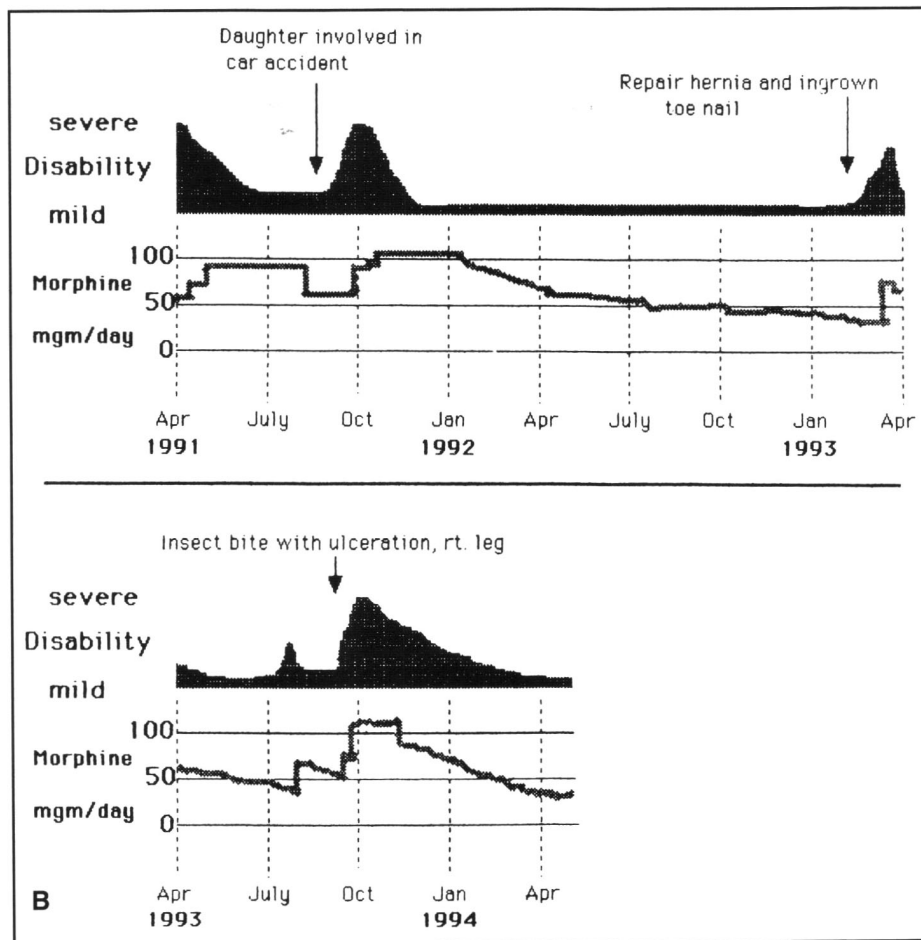 Daughter involved in
car accident
Repair hernia and ingrown
toe nail
severe
Disability
mild
100
Morphine
50
mgm/day
0
Apr July Oct Jan Apr July Oct Jan Apr
1991 1992 1993
Insect bite with ulceration, rt. leg
severe
Disability
mild
100
Morphine
50
mgm/day
0
Apr July Oct Jan Apr
B
1993 1994